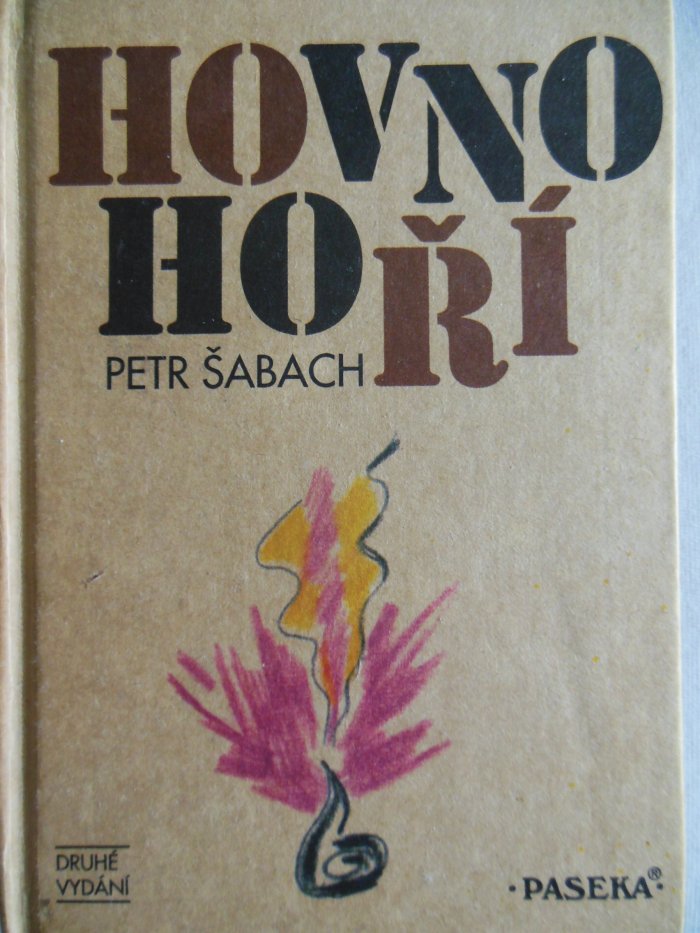 HOVNO
HOŘÍ
PETR ŠABACH
DRUHÉ
VYDÁNÍ
·PASEKA®·